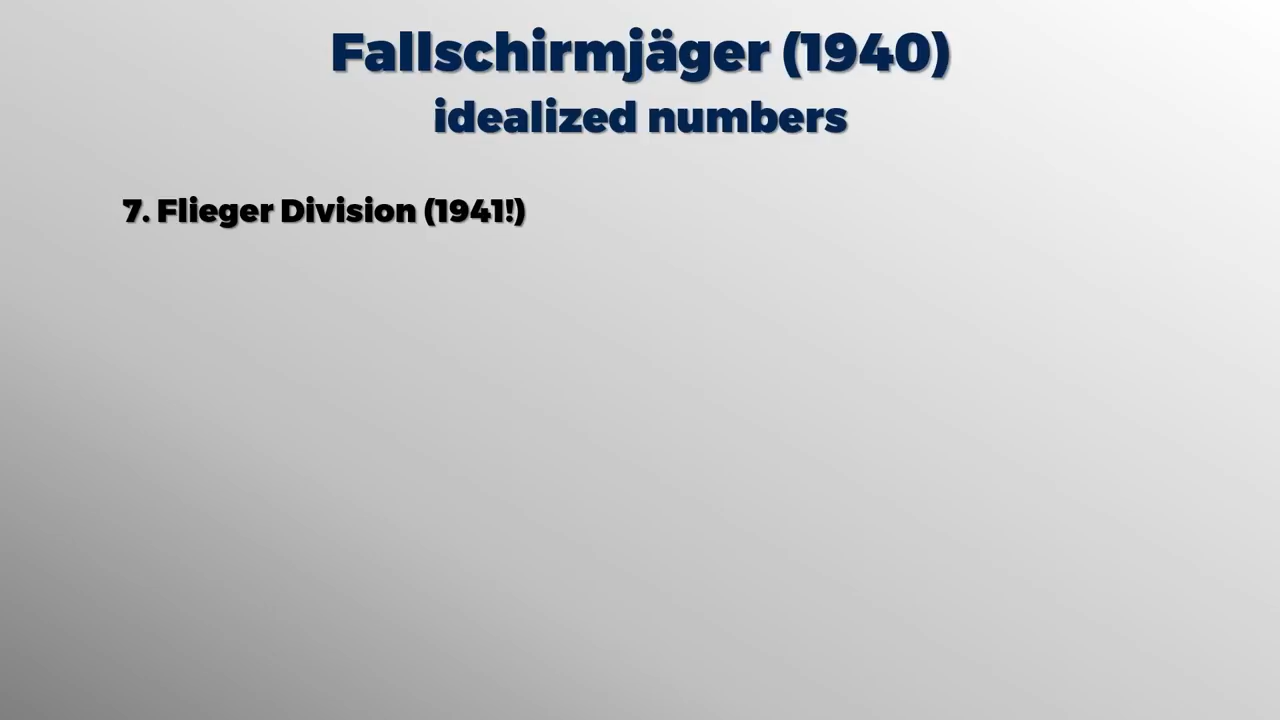 Fallschirmjäger (1940)
idealized numbers
7. Flieger Division (1941!)